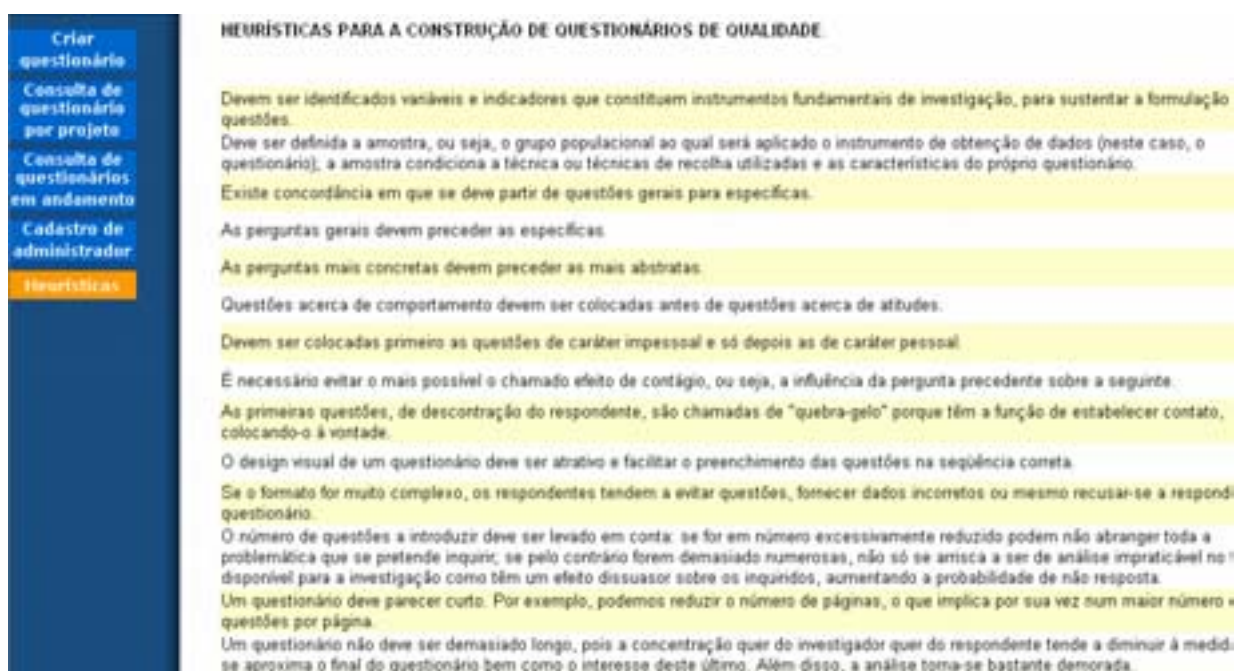 Criar
questionário
Consulta de
questionário
por projeto
Consulta de
questionários
em andamento
Cadastro de
administrador
Heurísticas
HEURÍSTICAS PARA A CONSTRUÇÃO DE QUESTIONÁRIOS DE QUALIDADE.
Devem ser identificados variáveis e indicadores que constituem instrumentos fundamentais de investigação, para sustentar a formulação
questões.
Deve ser definida a amostra, ou seja, o grupo populacional ao qual será aplicado o instrumento de obtenção de dados (neste caso, o
questionário), a amostra condiciona a técnica ou técnicas de recolha utilizadas e as características do próprio questionário.
Existe concordância em que se deve partir de questões gerais para específicas.
As perguntas gerais devem preceder as específicas.
As perguntas mais concretas devem preceder as mais abstratas.
Questões acerca de comportamento devem ser colocadas antes de questões acerca de atitudes.
Devem ser colocadas primeiro as questões de caráter impessoal e só depois as de caráter pessoal.
É necessário evitar o mais possível o chamado efeito de contágio, ou seja, a influência da pergunta precedente sobre a seguinte.
As primeiras questões, de descontração do respondente, são chamadas de "quebra-gelo" porque têm a função de estabelecer contato,
colocando-o à vontade.
O design visual de um questionário deve ser atrativo e facilitar o preenchimento das questões na seqüência correta.
Se o formato for muito complexo, os respondentes tendem a evitar questões, fornecer dados incorretos ou mesmo recusar-se a
questionário.
O número de questões a introduzir deve ser levado em conta: se for em número excessivamente reduzido podem não abranger toda a
problemática que se pretende inquirir; se pelo contrário forem demasiado numerosas, não só se arrisca a ser de análise impraticável no
disponível para a investigação como têm um efeito dissuasor sobre os inquiridos, aumentando a probabilidade de não resposta.
Um questionário deve parecer curto. Por exemplo, podemos reduzir o número de páginas, o que implica por sua vez num maior número
questões por página.
Um questionário não deve ser demasiado longo, pois a concentração quer do investigador quer do respondente tende a diminuir à
se aproxima o final do questionário bem como o interesse deste último. Além disso, a análise torna-se bastante demorada.